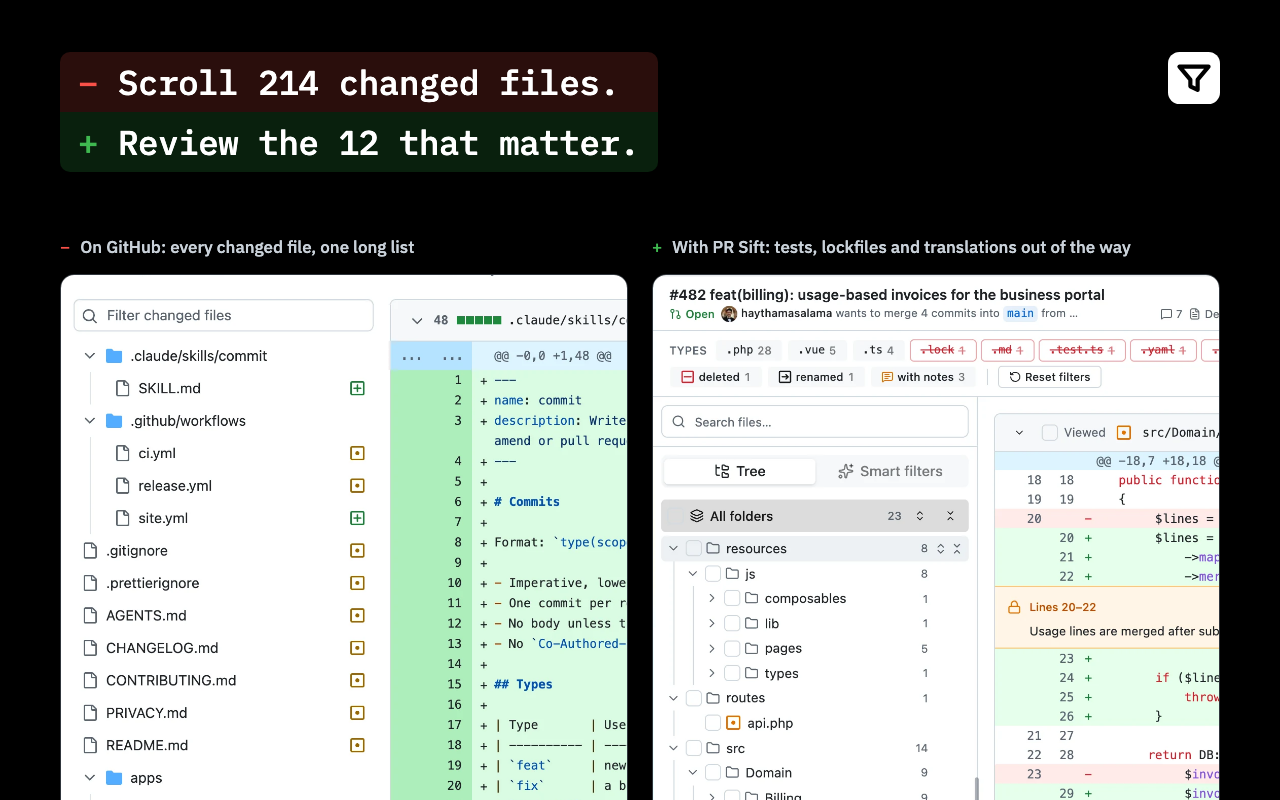 − Scroll 214 changed files.
+ Review the 12 that matter.
− On GitHub: every changed file, one long list
+ With PR Sift: tests, lockfiles and translations out of the way
Filter changed files
.claude/skills/commit
SKILL.md
.github/workflows
ci.yml
release.yml
site.yml
.gitignore
.prettierignore
AGENTS.md
CHANGELOG.md
CONTRIBUTING.md
PRIVACY.md
README.md
apps
48 .claude/skills/c
... ... @@ -0,0 +1,48 @@
1 + ---
2 + name: commit
3 + description: Write
amend or pull requ
4 + ---
5 +
6 + # Commits
7 +
8 + Format: `type(scop
9 +
10 + - Imperative, lowe
11 + - One commit per r
12 + - No body unless t
13 + - No `Co-Authored-
14 +
15 + ## Types
16 +
17 + | Type | Use
18 + | ---------- | ---
19 + | `feat` | new
20 + | `fix` | a b
#482 feat(billing): usage-based invoices for the business portal
Open haythamasalama wants to merge 4 commits into main from ...
7 De
TYPES .php 28 .vue 5 .ts 4 .lock 1 .md 1 .test.ts 1 .yaml 1
deleted 1 renamed 1 with notes 3 Reset filters
Search files...
Tree Smart filters
All folders 23
resources 8
js 8
composables 1
lib 1
pages 5
types 1
routes 1
api.php
src 14
Domain 9
Billing
Viewed src/Domain/
@@ -18,7 +18,18 @
18 18 public functio
19 19 {
20 − $lines =
20 + $lines =
21 + ->map
22 + ->mer
Lines 20–22
Usage lines are merged after sub
23 +
24 + if ($line
25 + throw
26 + }
21 27
22 28 return DB:
23 − $invo
29 + $invo